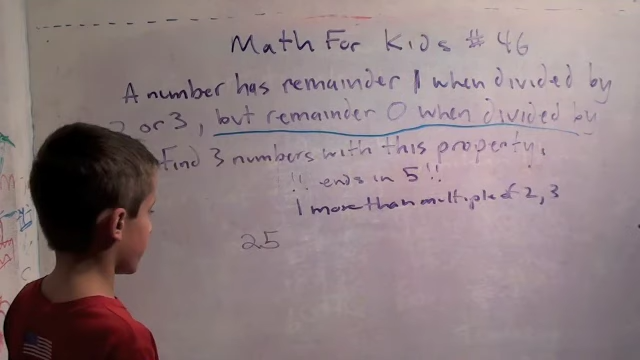 Math For Kids # 46
A number has remainder 1 when divided by
2 or 3, but remainder 0 when divided by
Find 3 numbers with this property.
!! ends in 5 !!
1 more than multiple of 2, 3
25